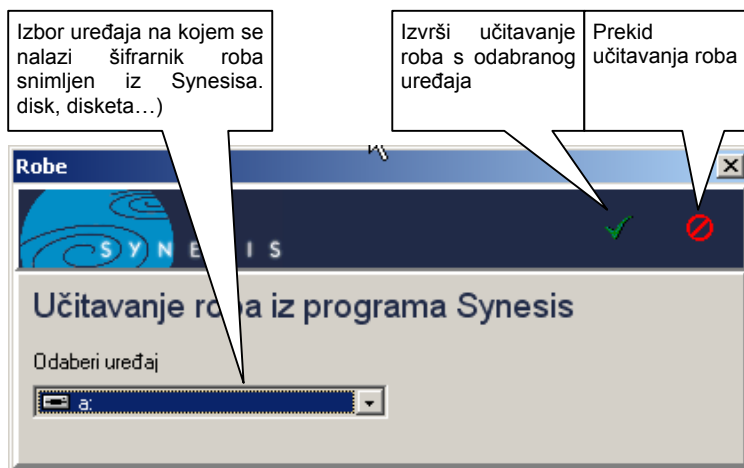 Izbor uređaja na kojem se
nalazi šifrarnik roba
snimljen iz Synesisa.
disk, disketa…)
Izvrši učitavanje
roba s odabranog
uređaja
Prekid
učitavanja roba
Robe
SYNESIS
Učitavanje roba iz programa Synesis
Odaberi uređaj
a: